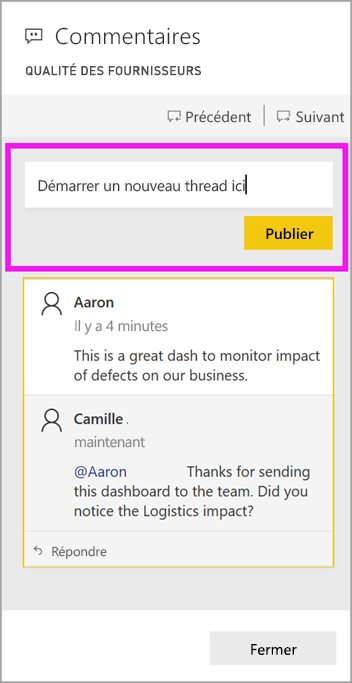 Commentaires
QUALITÉ DES FOURNISSEURS
Précédent Suivant
Démarrer un nouveau thread ici
Publier
Aaron
Il y a 4 minutes
This is a great dash to monitor impact
of defects on our business.
Camille .
maintenant
@Aaron Thanks for sending
this dashboard to the team. Did you
notice the Logistics impact?
Répondre
Fermer